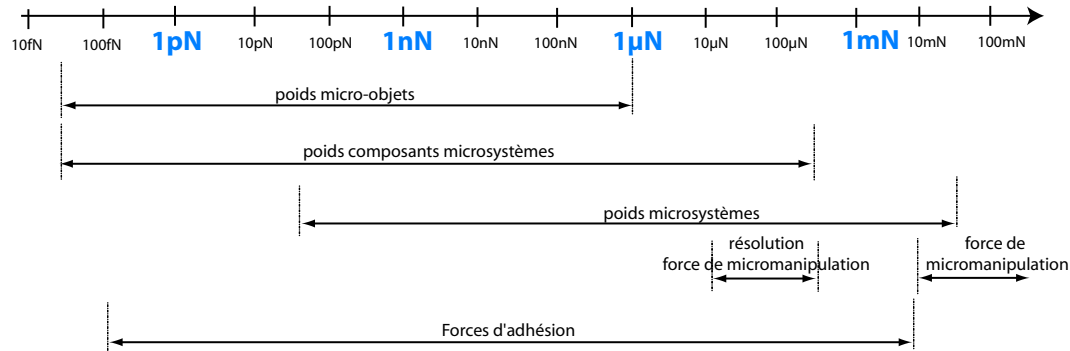 10fN 100fN 1pN 10pN 100pN 1nN 10nN 100nN 1µN 10µN 100µN 1mN 10mN 100mN
poids micro-objets
poids composants microsystèmes
poids microsystèmes
résolution
force de micromanipulation
force de
micromanipulation
Forces d'adhésion